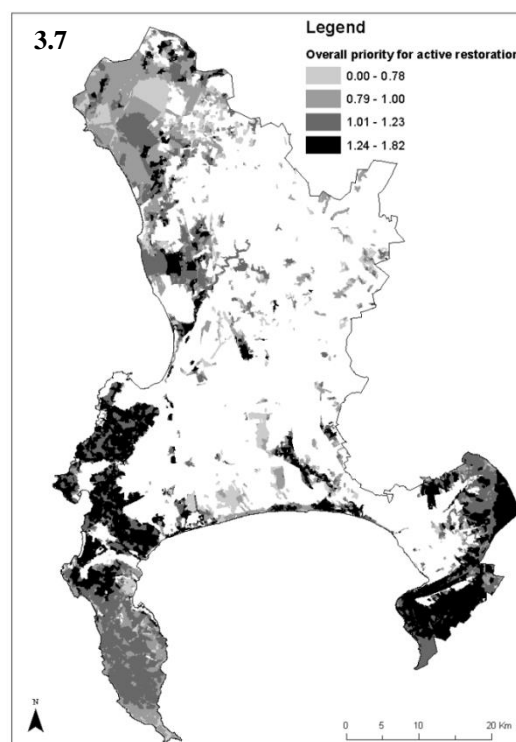 3.7
Legend
Overall priority for active restoration
0.00 - 0.78
0.79 - 1.00
1.01 - 1.23
1.24 - 1.82
N
0 5 10 20 Km